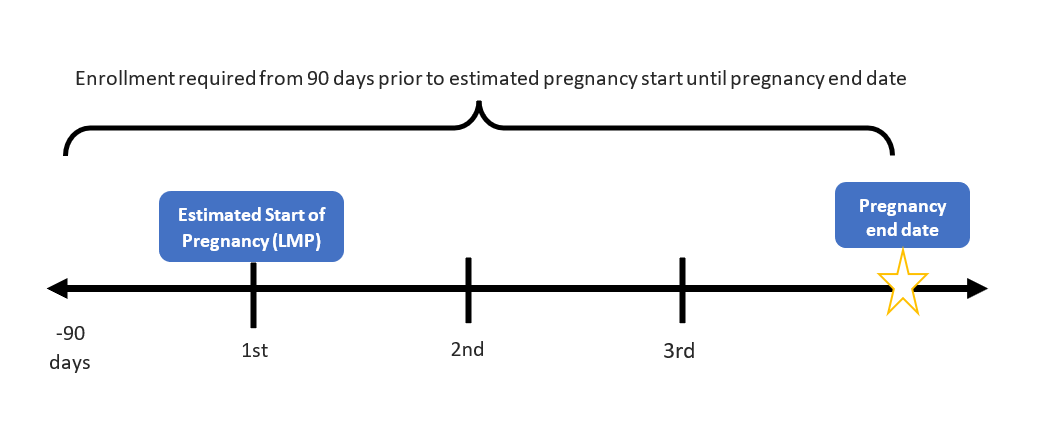 Enrollment required from 90 days prior to estimated pregnancy start until pregnancy end date
Estimated Start of
Pregnancy (LMP)
Pregnancy
end date
-90
days
1st
2nd
3rd